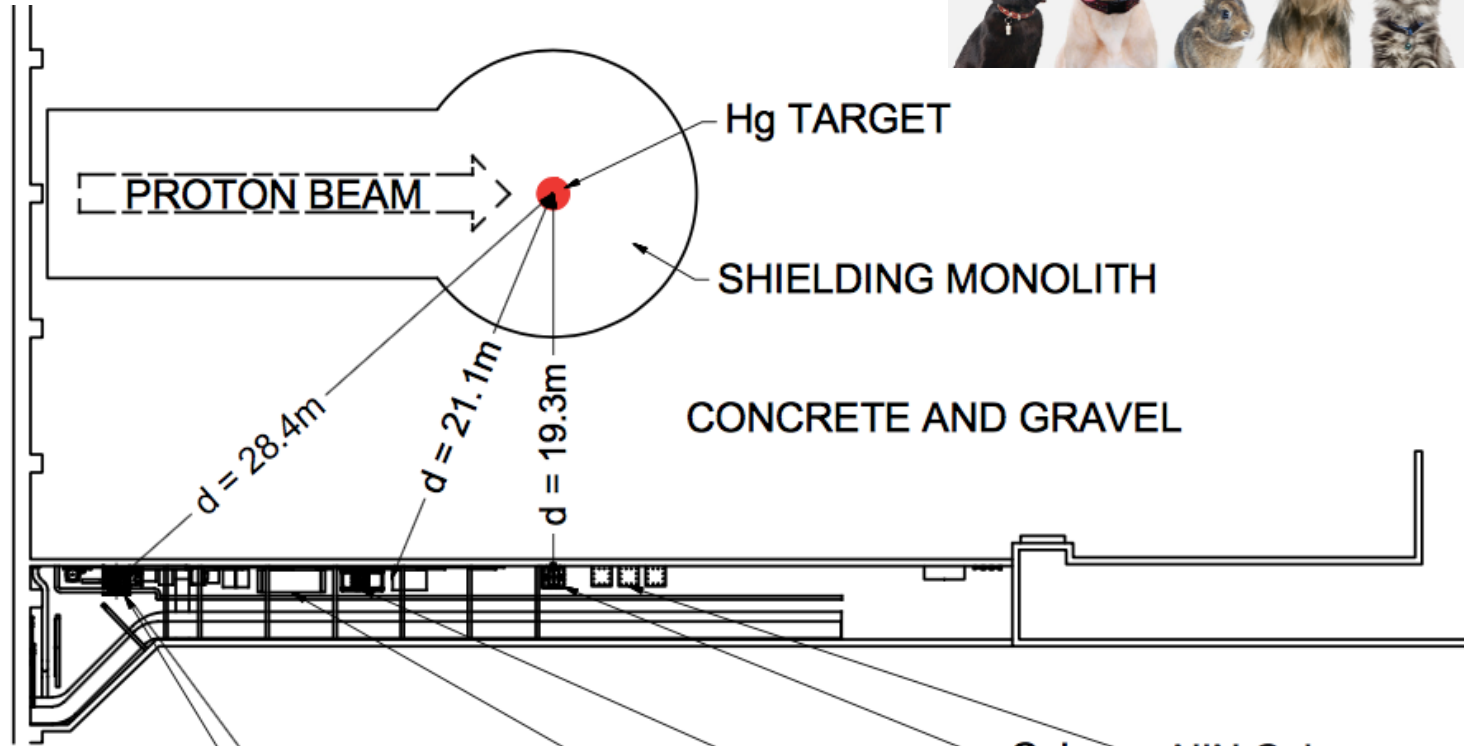 Hg TARGET
PROTON BEAM
SHIELDING MONOLITH
d = 28.4m
d = 21.1m
d = 19.3m
CONCRETE AND GRAVEL